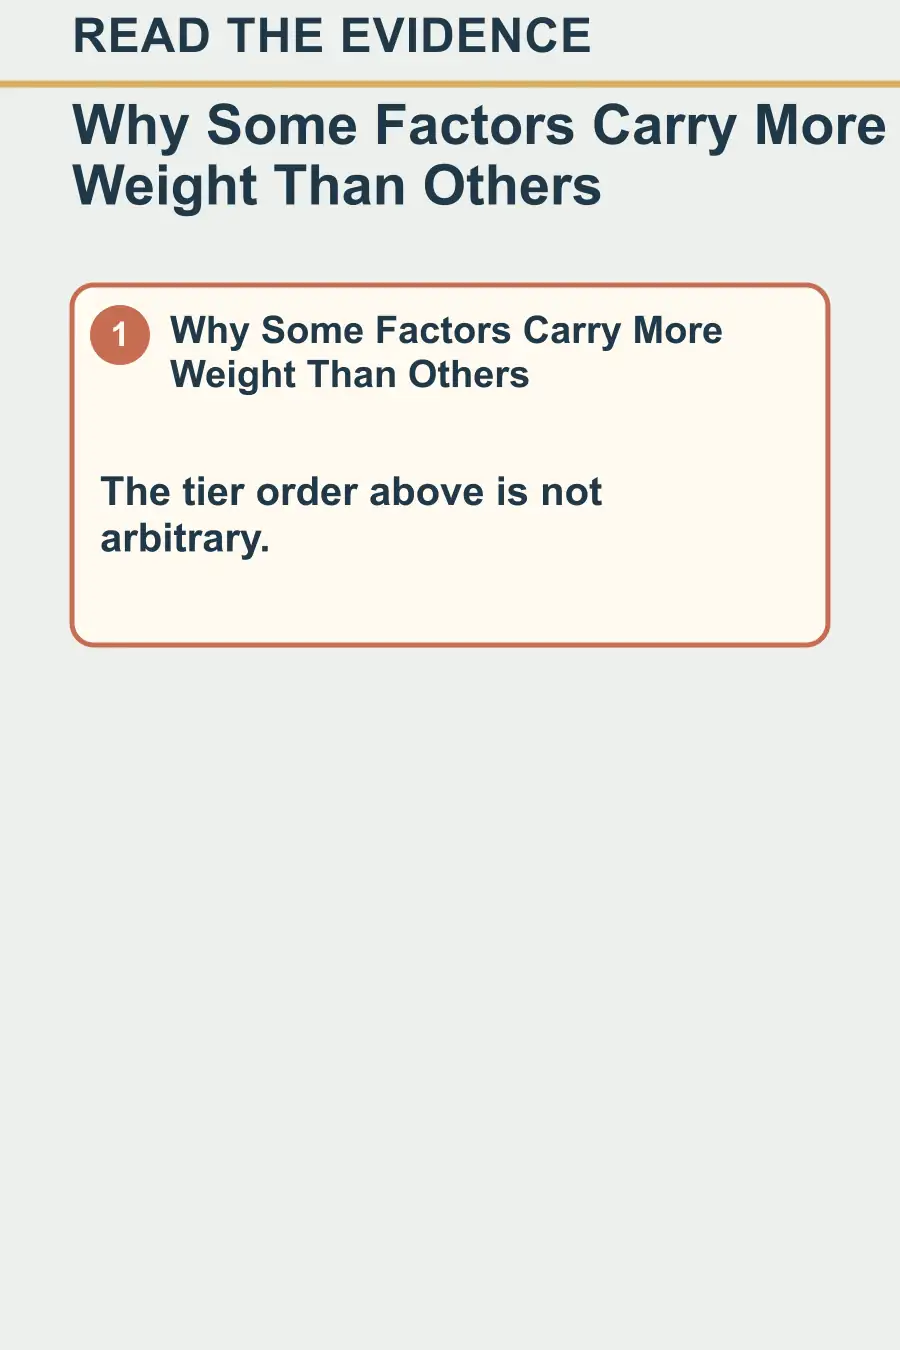 READ THE EVIDENCE
Why Some Factors Carry More
Weight Than Others
1
Why Some Factors Carry More
Weight Than Others
The tier order above is not
arbitrary.